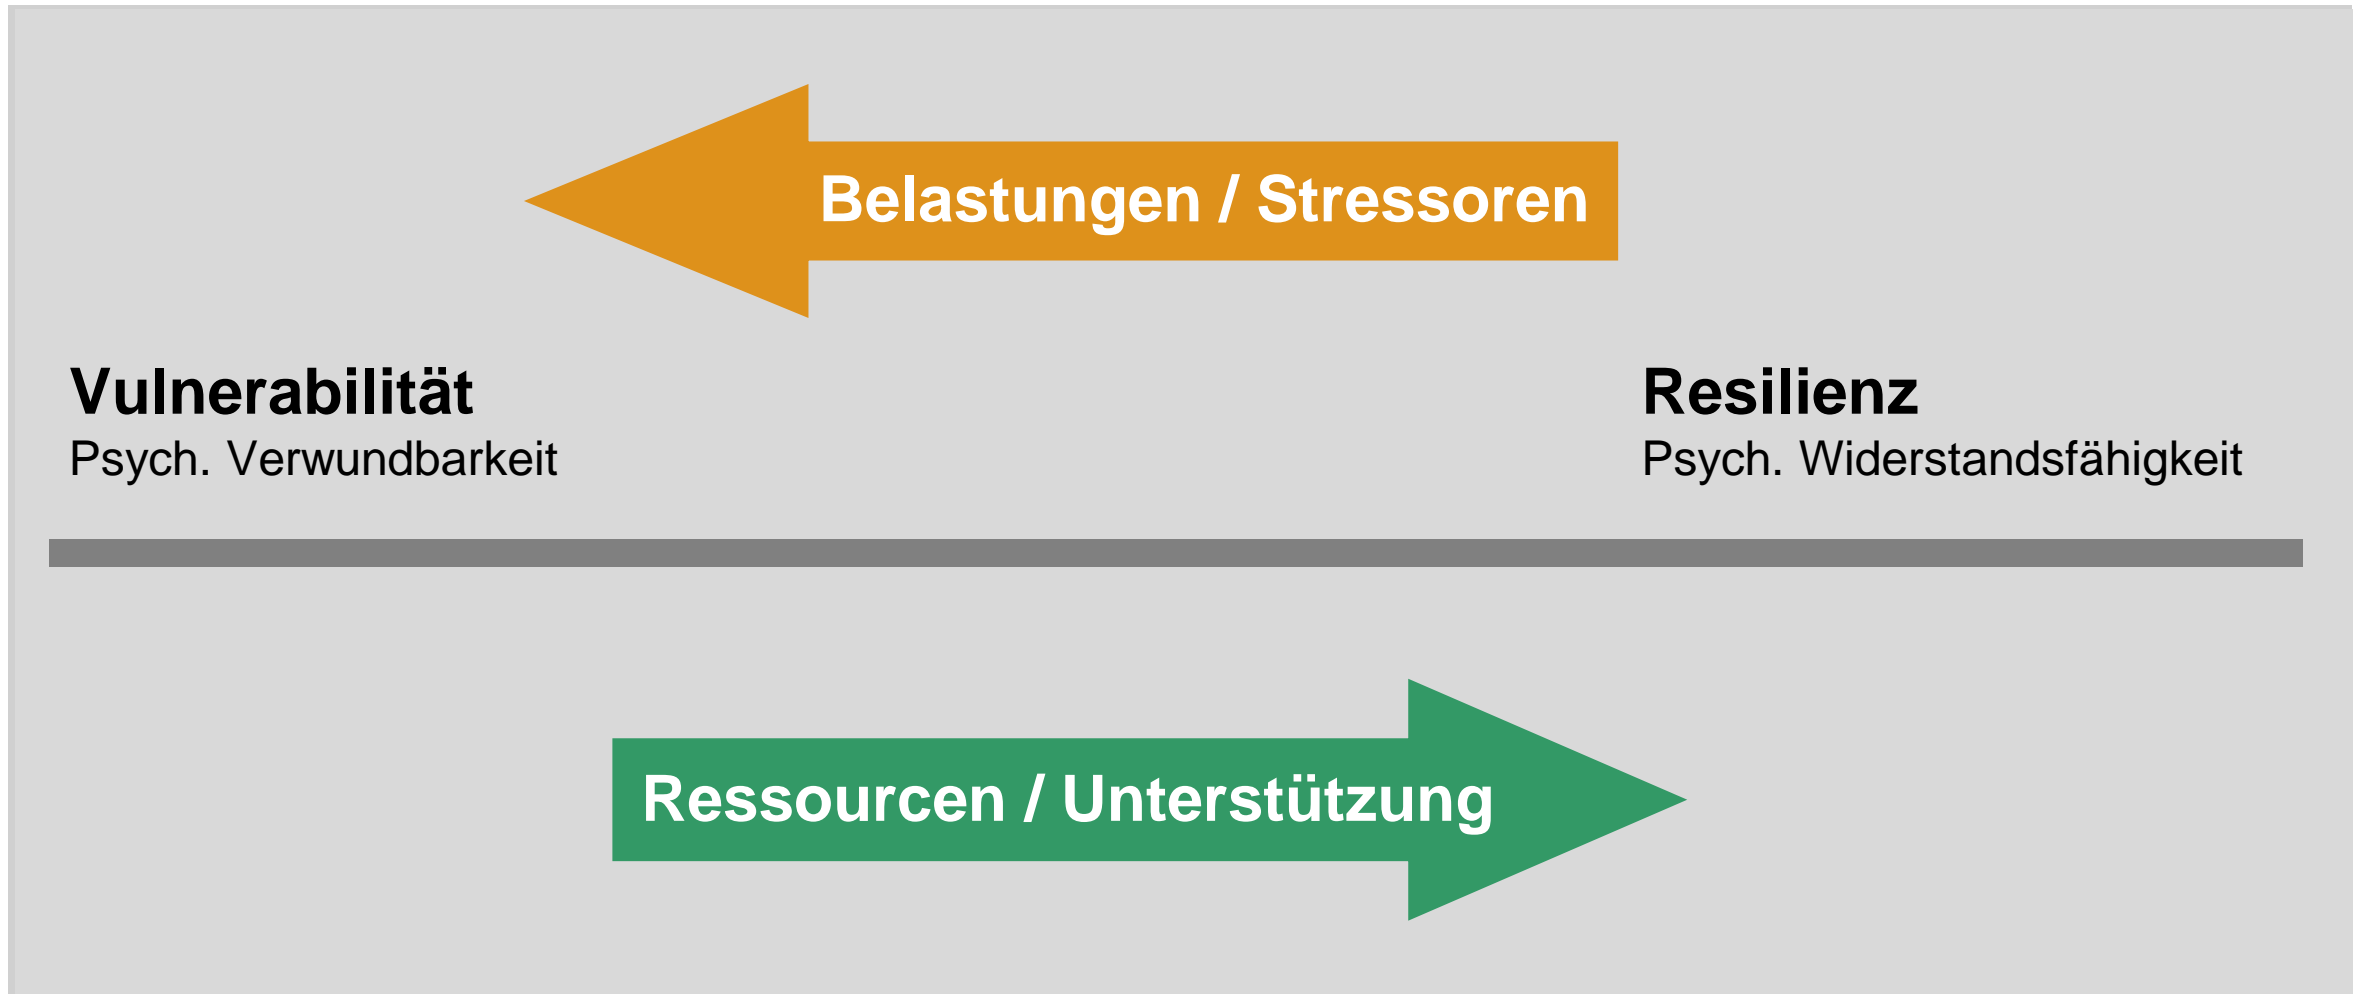 Belastungen / Stressoren
Vulnerabilität
Psych. Verwundbarkeit
Resilienz
Psych. Widerstandsfähigkeit
Ressourcen / Unterstützung